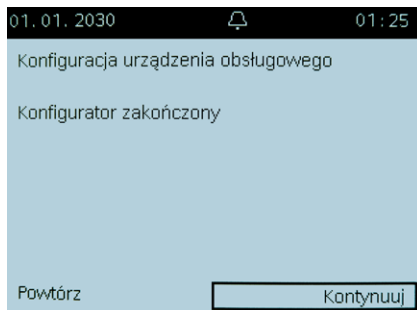 01.01.2030 01:25
Konfiguracja urządzenia obsługowego
Konfigurator zakończony
Powtórz Kontynuuj